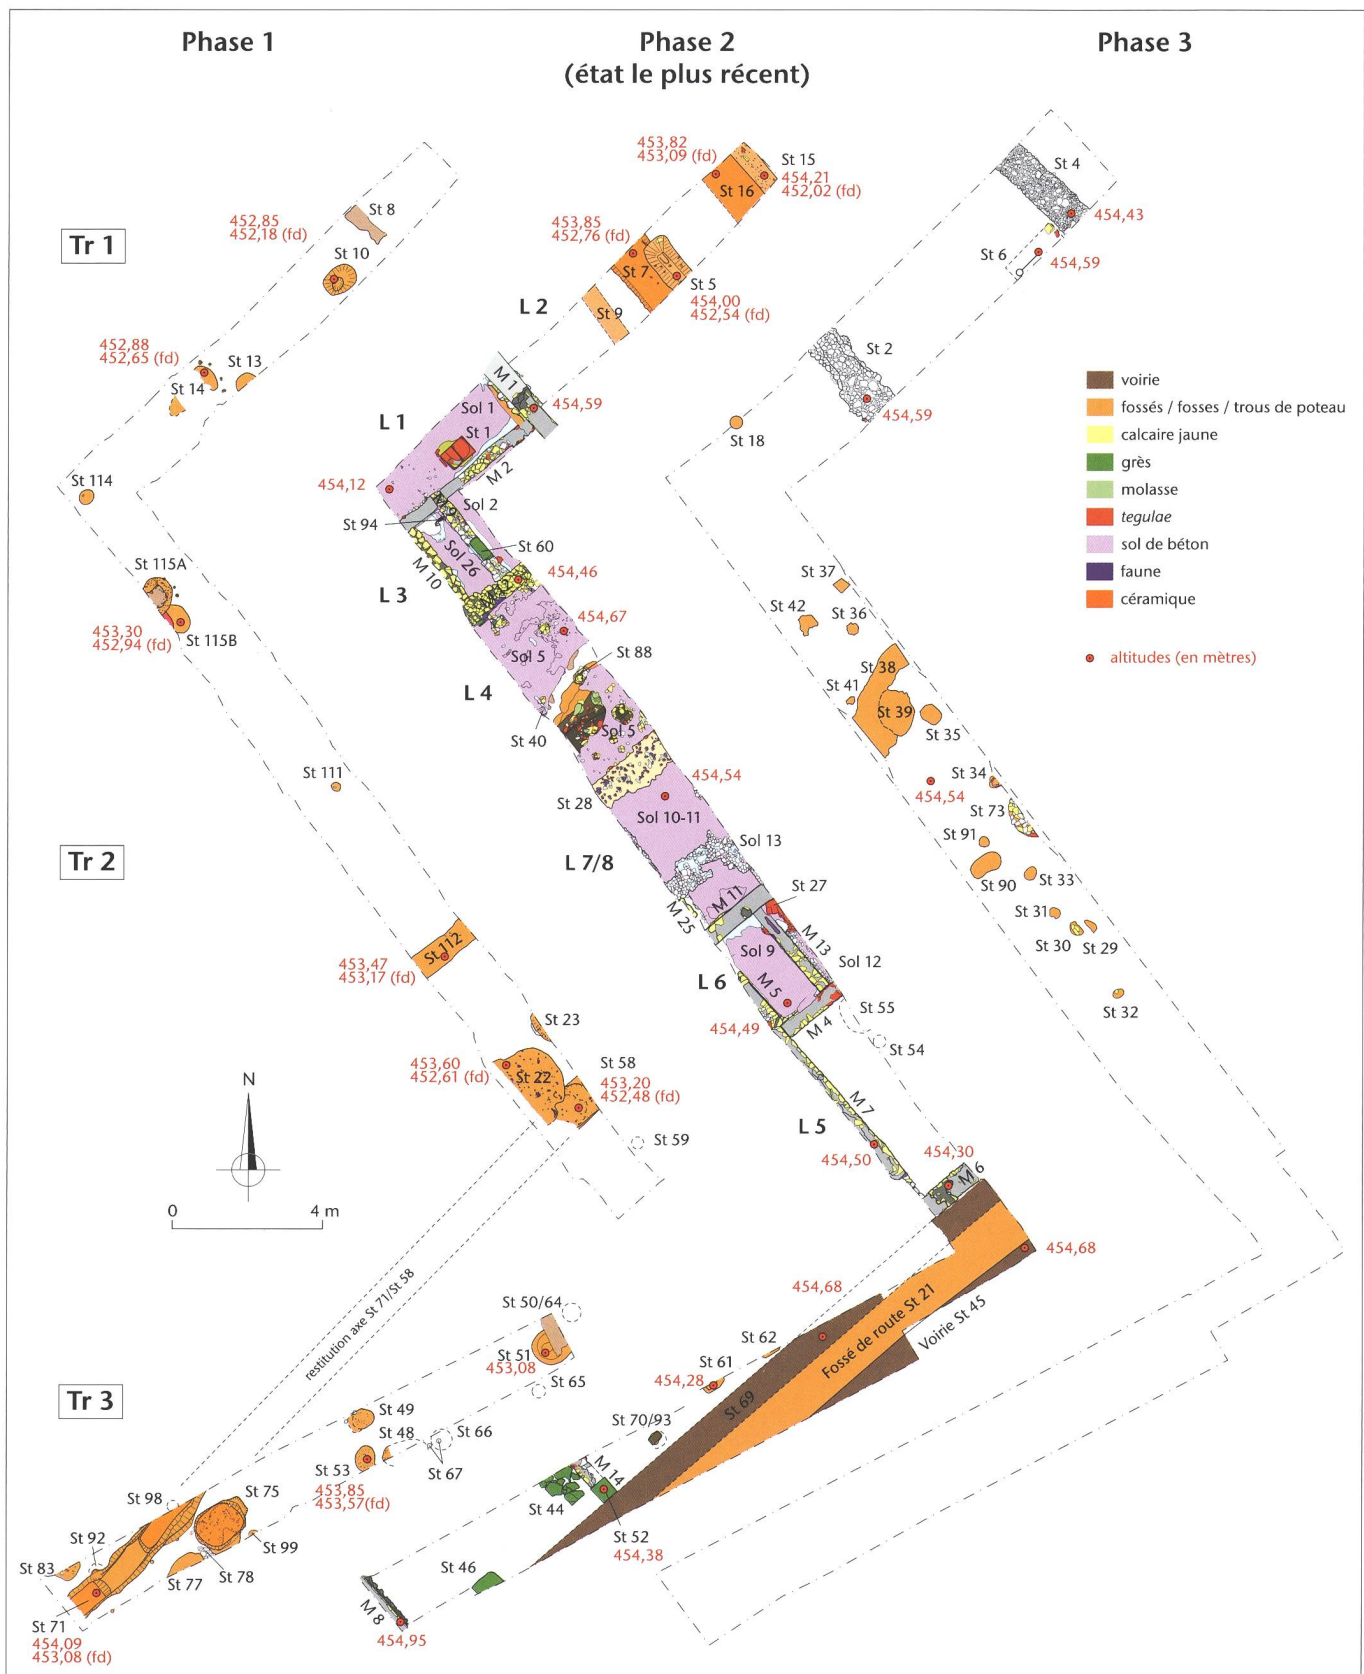 Phase 1
Phase 2
(état le plus récent)
Phase 3
Tr 1
Tr 2
Tr 3
452,85
452,18 (fd)
St 8
St 10
452,88
452,65 (fd)
St 13
St 14
St 114
St 115A
453,30
452,94 (fd)
St 115B
St 111
St 112
453,47
453,17 (fd)
St 23
453,60
452,61 (fd)
St 22
St 58
453,20
452,48 (fd)
St 59
N
0 4 m
restitution axe St 71/St 58
St 50/64
St 51
453,08
St 65
St 49
St 48
St 66
St 67
St 53
453,85
453,57(fd)
St 98
St 75
St 92
St 99
St 83
St 77
St 78
St 71
454,09
453,08 (fd)
453,82
453,09 (fd)
St 15
454,21
452,02 (fd)
St 16
453,85
452,76 (fd)
St 7
St 5
454,00
452,54 (fd)
L 2
St 9
M 1
454,59
Sol 1
L 1
St 1
M 2
454,12
M 9
Sol 2
St 94
Sol 26
St 60
M 10
454,46
L 3
454,67
Sol 5
St 88
L 4
St 40
Sol 5
454,54
St 28
Sol 10-11
Sol 13
L 7/8
St 27
M 11
M 25
M 13
Sol 9
Sol 12
L 6
M 5
St 55
454,49
M 4
St 54
M 7
L 5
454,50
454,30
M 6
454,68
454,68
Fossé de route St 21
Voirie St 45
St 62
St 61
454,28
St 69
St 70/93
M 14
St 44
St 52
454,38
St 46
M 8
454,95
St 4
454,43
St 6
454,59
St 2
454,59
St 18
St 37
St 42
St 36
St 38
St 41
St 39
St 35
St 34
454,54
St 73
St 91
St 90
St 33
St 31
St 30
St 29
St 32
voirie
fossés / fosses / trous de poteau
calcaire jaune
grès
molasse
tegulae
sol de béton
faune
céramique
altitudes (en mètres)